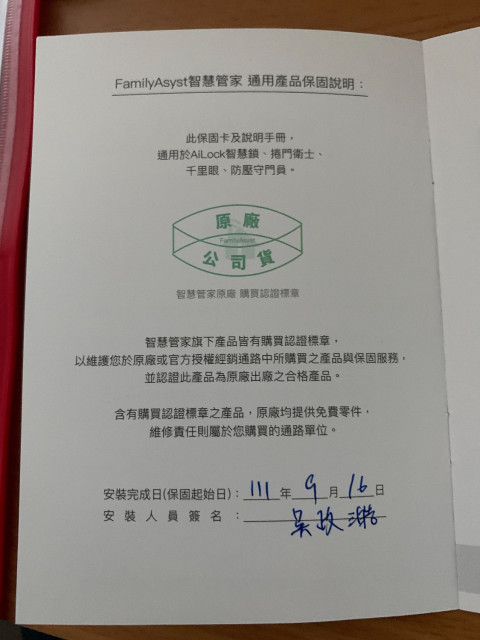 FamilyAsyst智慧管家 通用產品保固說明：
此保固卡及說明手冊，
通用於AiLock智慧鎖、捲門衛士、
千里眼、防壓守門員。
原廠
FamilyAsyst
公司貨
智慧管家原廠 購買認證標章
智慧管家旗下產品皆有購買認證標章，
以維護您於原廠或官方授權經銷通路中所購買之產品與保固服務，
並認證此產品為原廠出廠之合格產品。
含有購買認證標章之產品，原廠均提供免費零件，
維修責任則屬於您購買的通路單位。
安裝完成日(保固起始日)：111年9月16日
安裝人員簽名：吳政